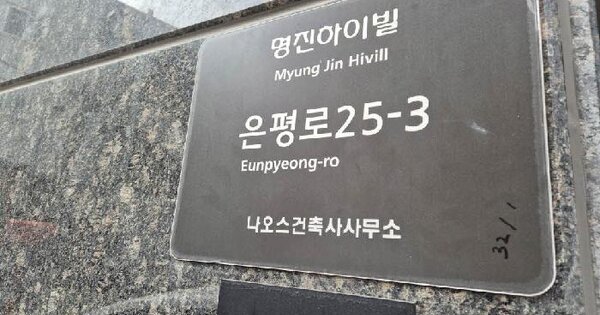 명진하이빌
Myung Jin Hivill
은평로25-3
Eunpyeong-ro
나오스건축사사무소
32/1